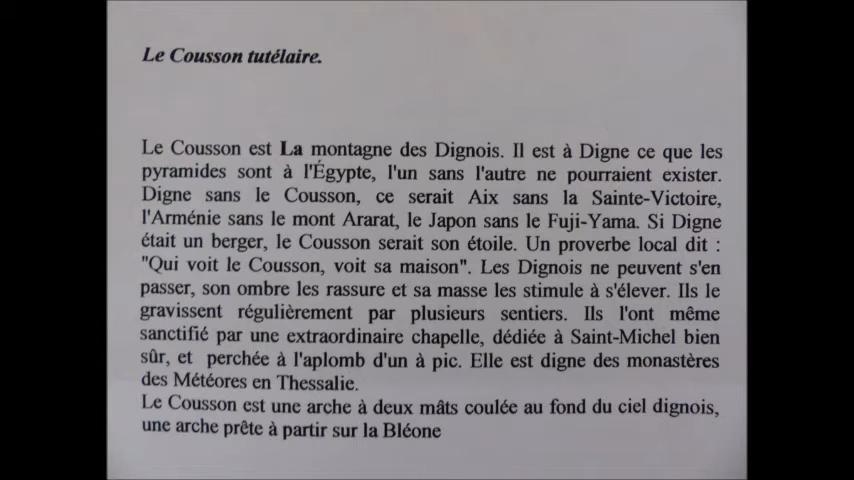 Le Cousson tutélaire.
Le Cousson est La montagne des Dignois. Il est à Digne ce que les
pyramides sont à l'Égypte, l'un sans l'autre ne pourraient exister.
Digne sans le Cousson, ce serait Aix sans la Sainte-Victoire,
l'Arménie sans le mont Ararat, le Japon sans le Fuji-Yama. Si Digne
était un berger, le Cousson serait son étoile. Un proverbe local dit :
"Qui voit le Cousson, voit sa maison". Les Dignois ne peuvent s'en
passer, son ombre les rassure et sa masse les stimule à s'élever. Ils le
gravissent régulièrement par plusieurs sentiers. Ils l'ont même
sanctifié par une extraordinaire chapelle, dédiée à Saint-Michel bien
sûr, et perchée à l'aplomb d'un à pic. Elle est digne des monastères
des Météores en Thessalie.
Le Cousson est une arche à deux mâts coulée au fond du ciel dignois,
une arche prête à partir sur la Bléone